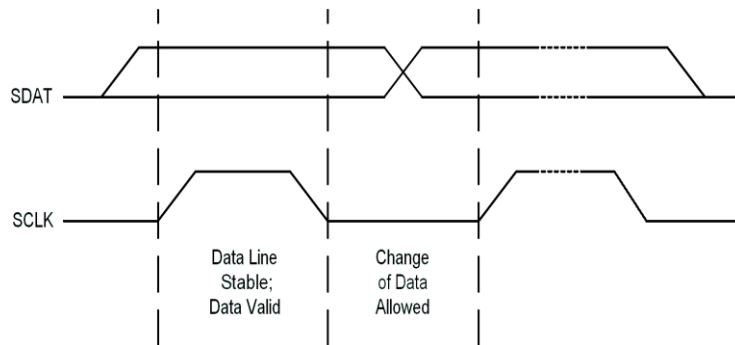 SDAT
SCLK
Data Line
Stable;
Data Valid
Change
of Data
Allowed